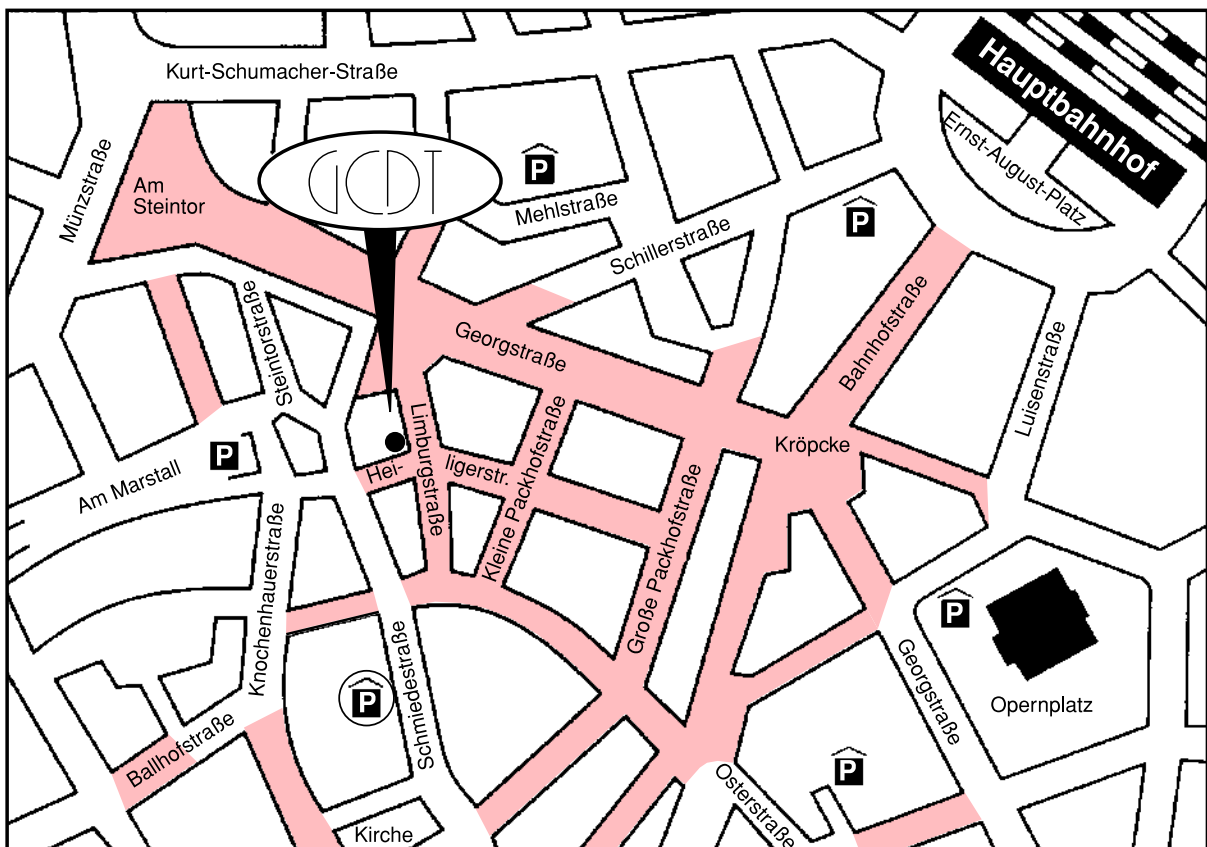 Kurt-Schumacher-Straße
Hauptbahnhof
Ernst-August-Platz
Münzstraße
Am
Steintor
GCDT
P
Mehlstraße
P
Schillerstraße
Steintorstraße
Georgstraße
Bahnhofstraße
Luisenstraße
Limburgstraße
Kleine Packhofstraße
Kröpcke
P
Am Marstall
Hei-
ligerstr.
Große Packhofstraße
Knochenhauerstraße
P
Schmiedestraße
Georgstraße
P
Opernplatz
Ballhofstraße
P
Osterstraße
Kirche